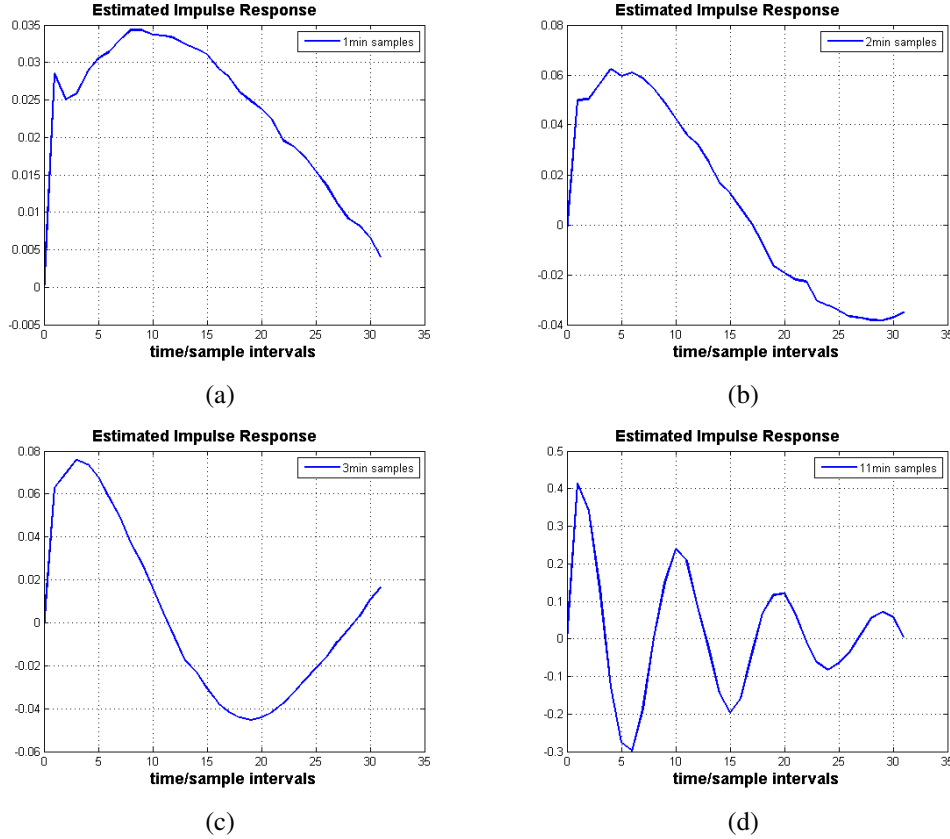 Estimated Impulse Response
0.035
0.03
0.025
0.02
0.015
0.01
0.005
0
-0.005
1min samples
0 5 10 15 20 25 30 35
time/sample intervals
(a)
Estimated Impulse Response
0.08
0.06
0.04
0.02
0
-0.02
-0.04
2min samples
0 5 10 15 20 25 30 35
time/sample intervals
(b)
Estimated Impulse Response
0.08
0.06
0.04
0.02
0
-0.02
-0.04
-0.06
3min samples
0 5 10 15 20 25 30 35
time/sample intervals
(c)
Estimated Impulse Response
0.5
0.4
0.3
0.2
0.1
0
-0.1
-0.2
-0.3
11min samples
0 5 10 15 20 25 30 35
time/sample intervals
(d)